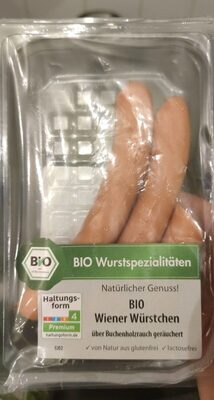 BIO
BIO Wurstspezialitäten
Natürlicher Genuss!
Haltungs-
form
4
Premium
haltungsform.de
BIO
Wiener Würstchen
über Buchenholzrauch geräuchert
✓ von Natur aus glutenfrei ✓ lactosefrei